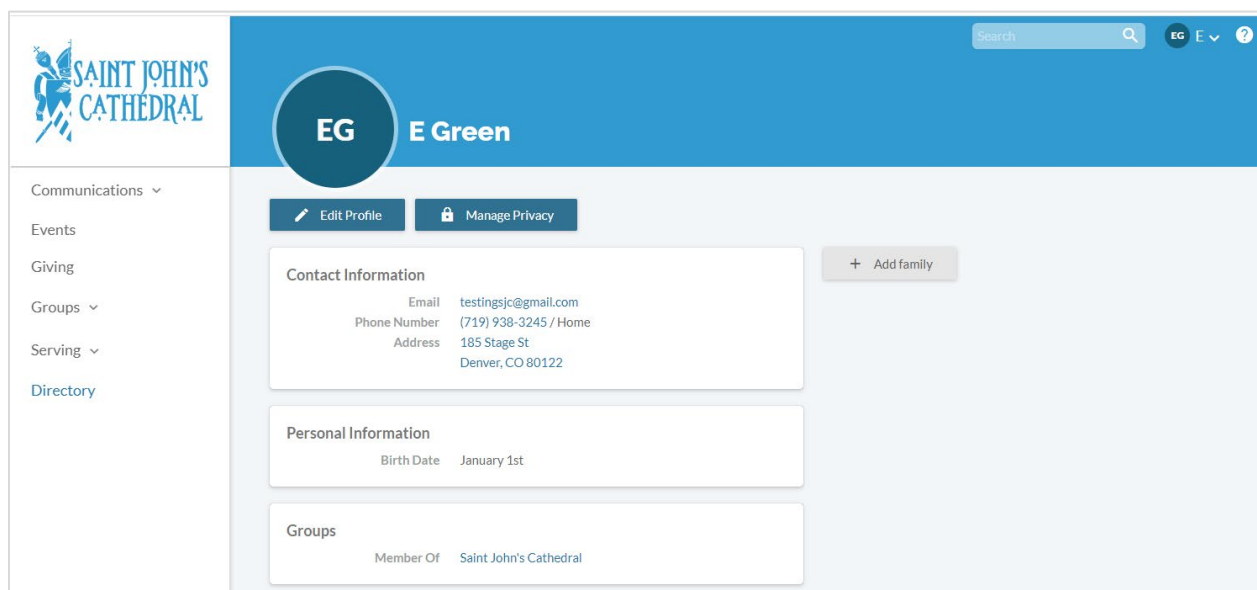 SAINT JOHN'S
CATHEDRAL
Search
EG E
EG
E Green
Communications
Events
Giving
Groups
Serving
Directory
Edit Profile
Manage Privacy
Contact Information
Email testingsjc@gmail.com
Phone Number (719) 938-3245 / Home
Address 185 Stage St
Denver, CO 80122
+ Add family
Personal Information
Birth Date January 1st
Groups
Member Of Saint John's Cathedral